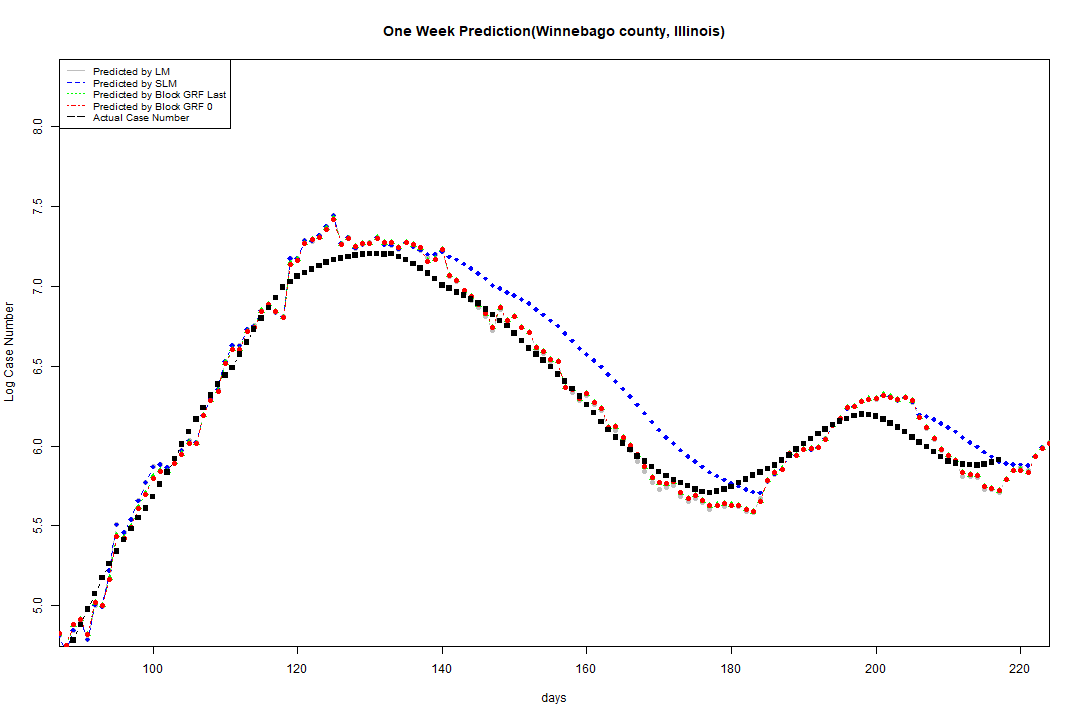 One Week Prediction(Winnebago county, Illinois)
Predicted by LM
Predicted by SLM
Predicted by Block GRF Last
Predicted by Block GRF 0
Actual Case Number
8.0
7.5
7.0
6.5
6.0
5.5
5.0
Log Case Number
100 120 140 160 180 200 220
days